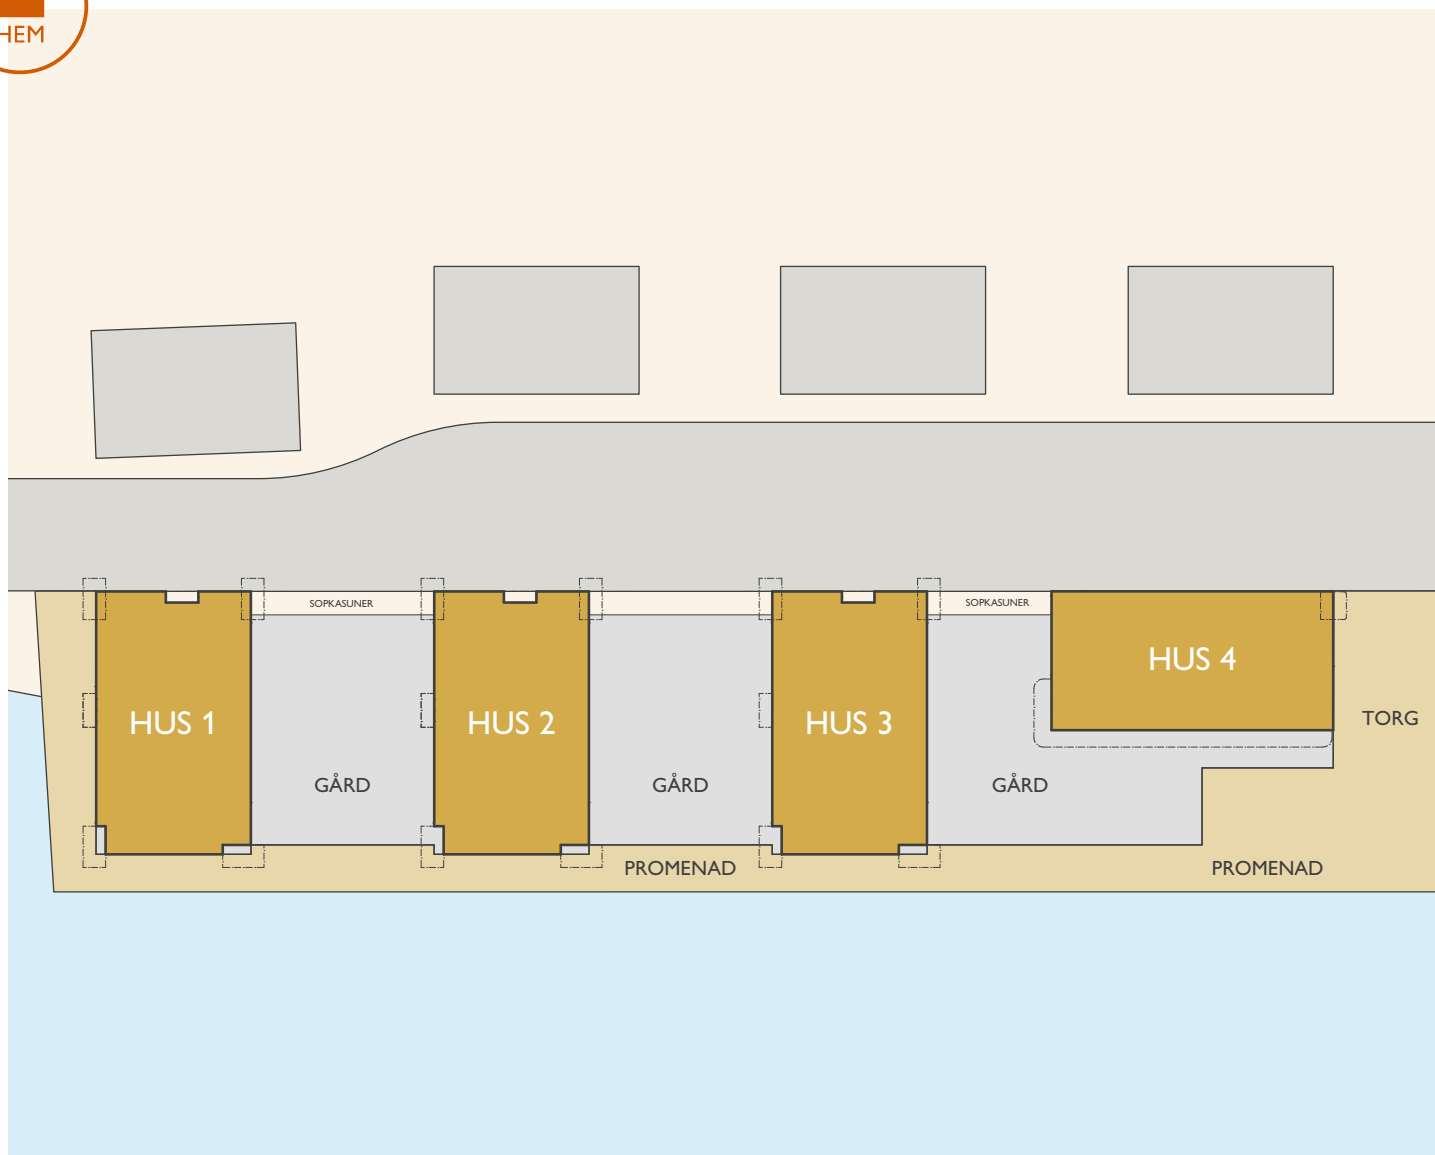 HEM
SOPKASUNER
SOPKASUNER
HUS 1
HUS 2
HUS 3
HUS 4
TORG
GÅRD
GÅRD
GÅRD
PROMENAD
PROMENAD